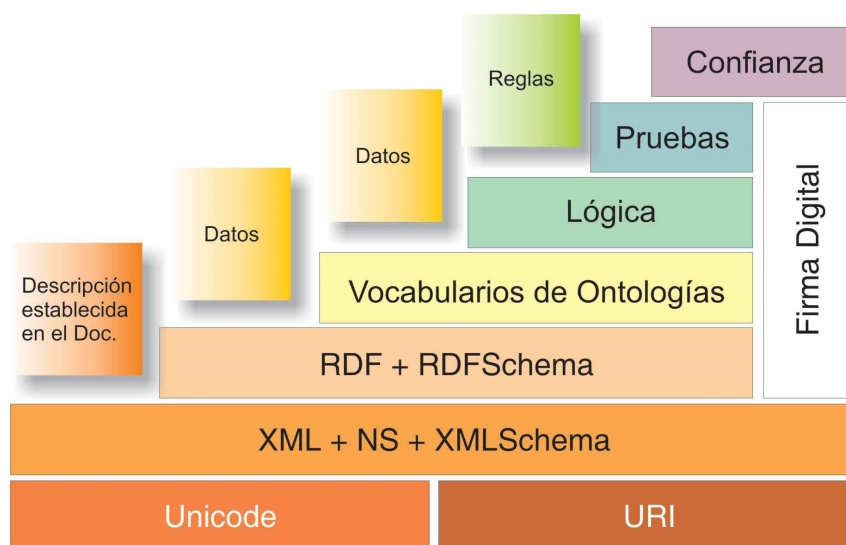 Confianza
Reglas
Pruebas
Datos
Lógica
Firma Digital
Datos
Vocabularios de Ontologías
Descripción
establecida
en el Doc.
RDF + RDFSchema
XML + NS + XMLSchema
Unicode
URI